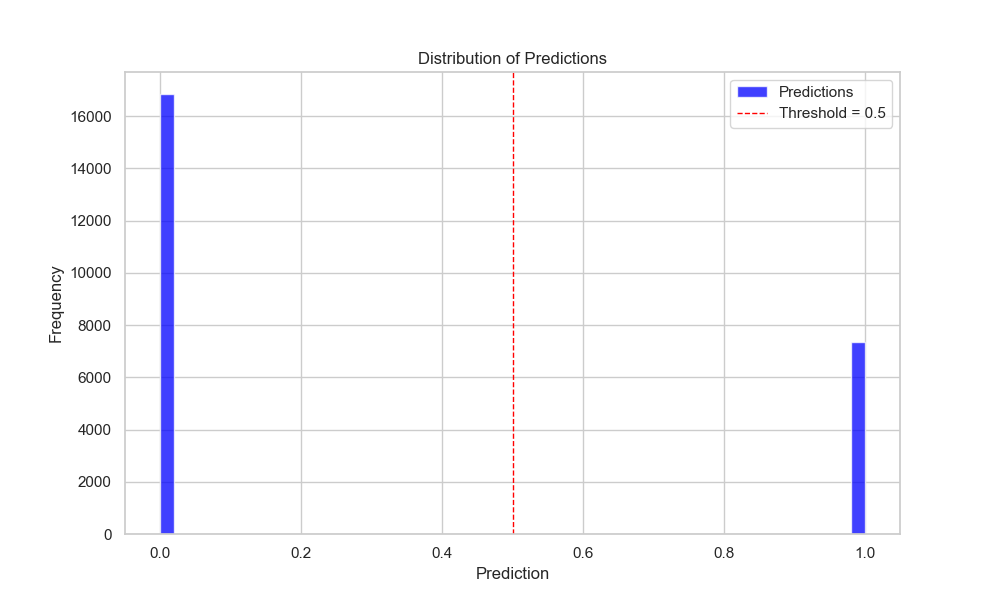 Distribution of Predictions
Predictions
Threshold = 0.5
Frequency
16000
14000
12000
10000
8000
6000
4000
2000
0
0.0 0.2 0.4 0.6 0.8 1.0
Prediction